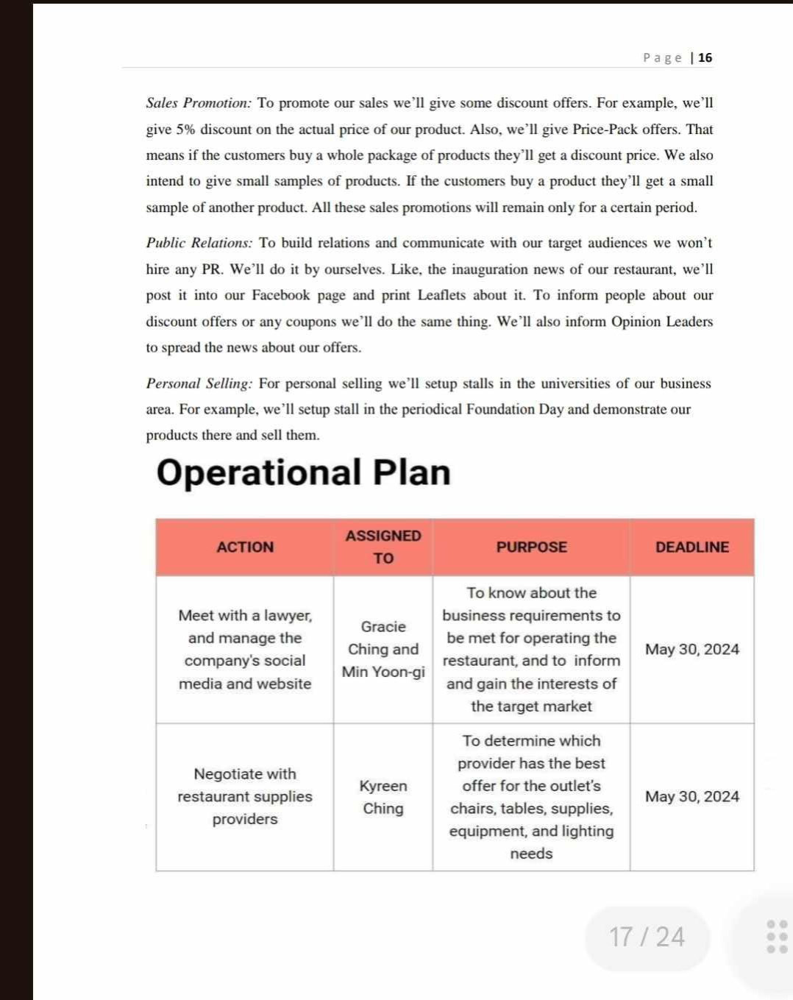 Page | 16
Sales Promotion: To promote our sales we’ll give some discount offers. For example, we’ll
give 5% discount on the actual price of our product. Also, we’ll give Price-Pack offers. That
means if the customers buy a whole package of products they’ll get a discount price. We also
intend to give small samples of products. If the customers buy a product they’ll get a small
sample of another product. All these sales promotions will remain only for a certain period.
Public Relations: To build relations and communicate with our target audiences we won’t
hire any PR. We’ll do it by ourselves. Like, the inauguration news of our restaurant, we’ll
post it into our Facebook page and print Leaflets about it. To inform people about our
discount offers or any coupons we’ll do the same thing. We’ll also inform Opinion Leaders
to spread the news about our offers.
Personal Selling: For personal selling we’ll setup stalls in the universities of our business
area. For example, we’ll setup stall in the periodical Foundation Day and demonstrate our
products there and sell them.
Operational Plan
ACTION
ASSIGNED
TO
PURPOSE
DEADLINE
Meet with a lawyer,
and manage the
company's social
media and website
Gracie
Ching and
Min Yoon-gi
To know about the
business requirements to
be met for operating the
restaurant, and to inform
and gain the interests of
the target market
May 30, 2024
Negotiate with
restaurant supplies
providers
Kyreen
Ching
To determine which
provider has the best
offer for the outlet's
chairs, tables, supplies,
equipment, and lighting
needs
May 30, 2024
17 / 24